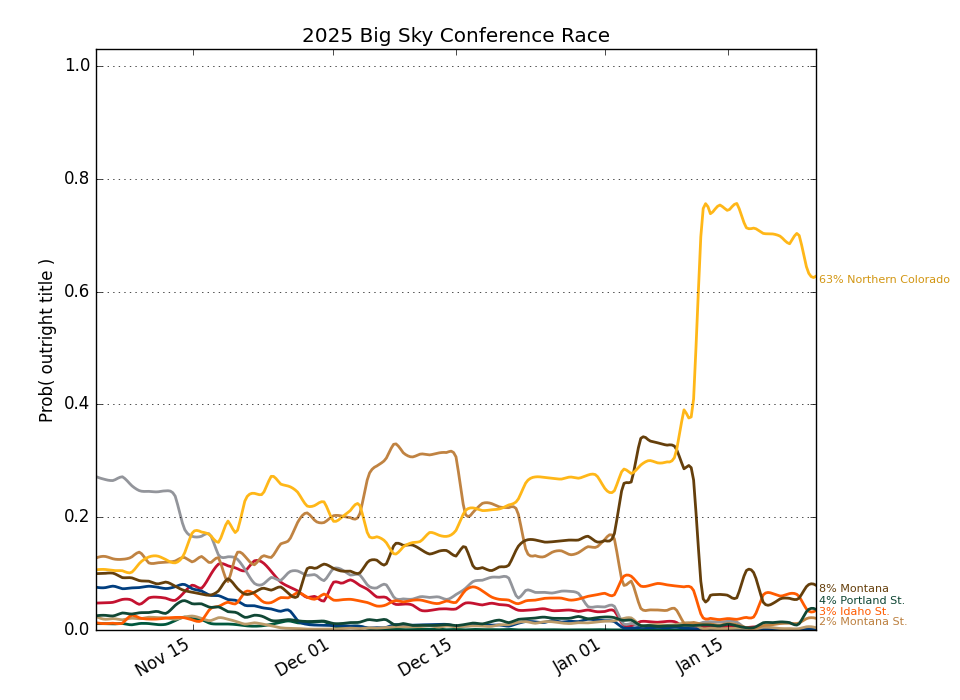 2025 Big Sky Conference Race
Prob( outright title )
1.0
0.8
0.6
0.4
0.2
0.0
63% Northern Colorado
8% Montana
4% Portland St.
3% Idaho St.
2% Montana St.
Nov 15
Dec 01
Dec 15
Jan 01
Jan 15